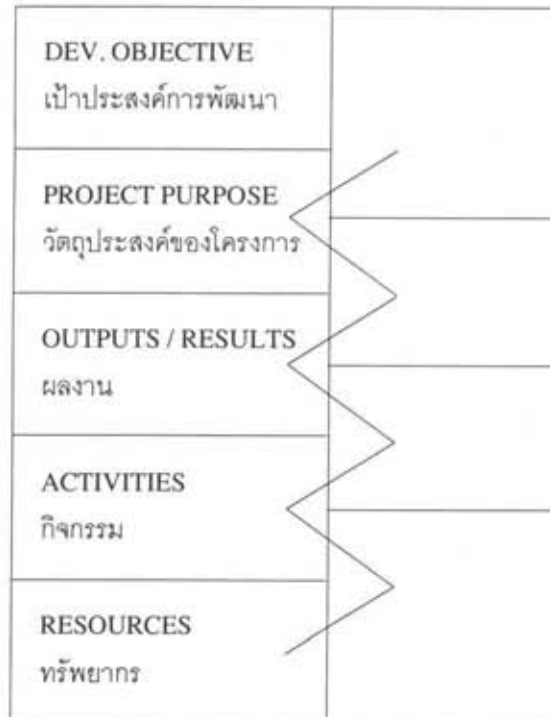 DEV. OBJECTIVE
เป้าประสงค์การพัฒนา
PROJECT PURPOSE
วัตถุประสงค์ของโครงการ
OUTPUTS / RESULTS
ผลงาน
ACTIVITIES
กิจกรรม
RESOURCES
ทรัพยากร